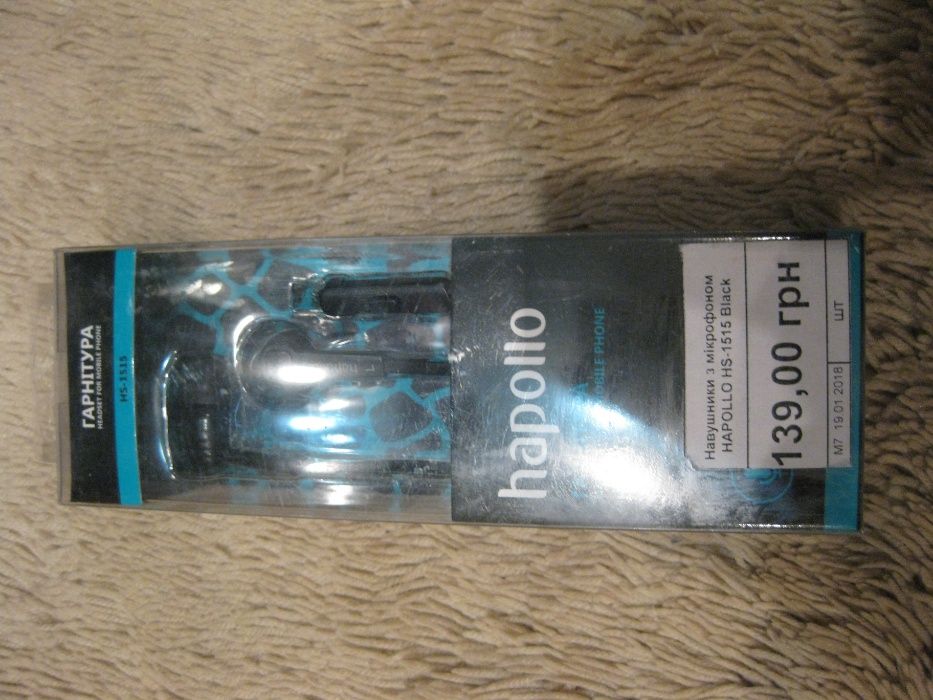 ГАРНІТУРА
HEADSET FOR MOBILE PHONE
HS-1515
hapollo
MOBILE PHONE
Навушники з мікрофоном
HAPOLLO HS-1515 Black
139,00 грн
М7 19.01.2018 шт